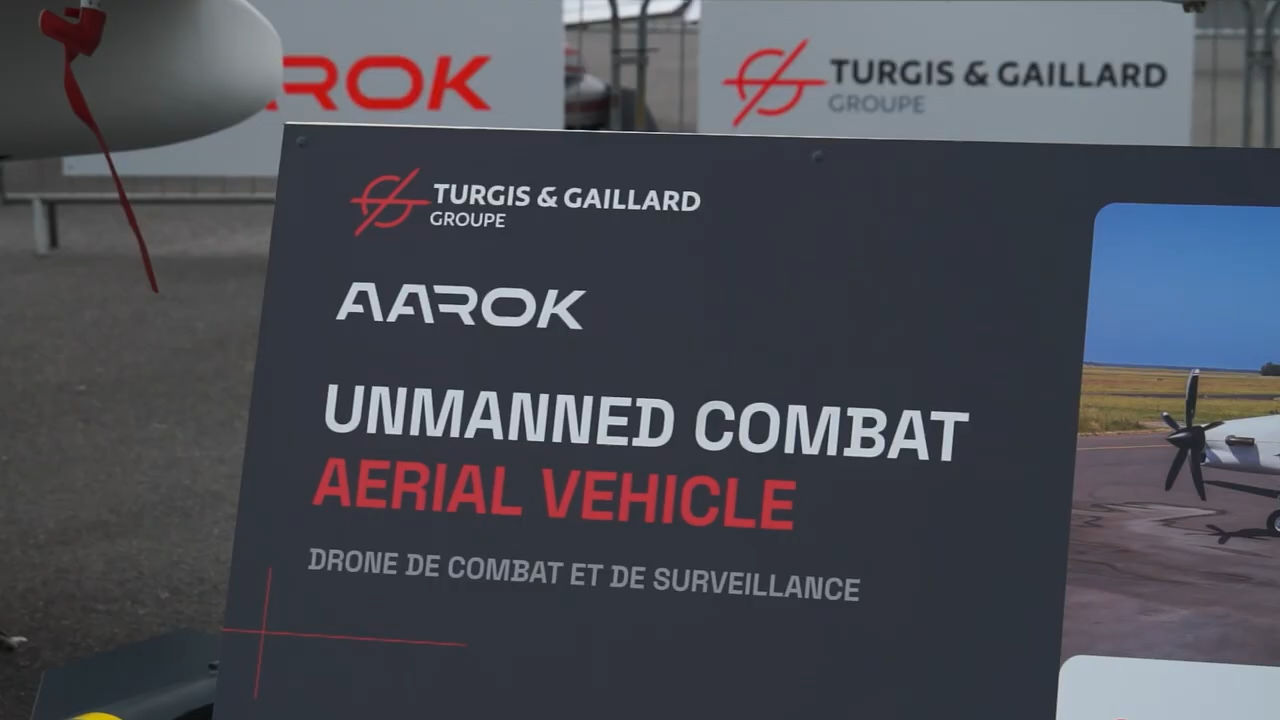 AROK
TURGIS & GAILLARD
GROUPE
TURGIS & GAILLARD
GROUPE
AAROK
UNMANNED COMBAT
AERIAL VEHICLE
DRONE DE COMBAT ET DE SURVEILLANCE